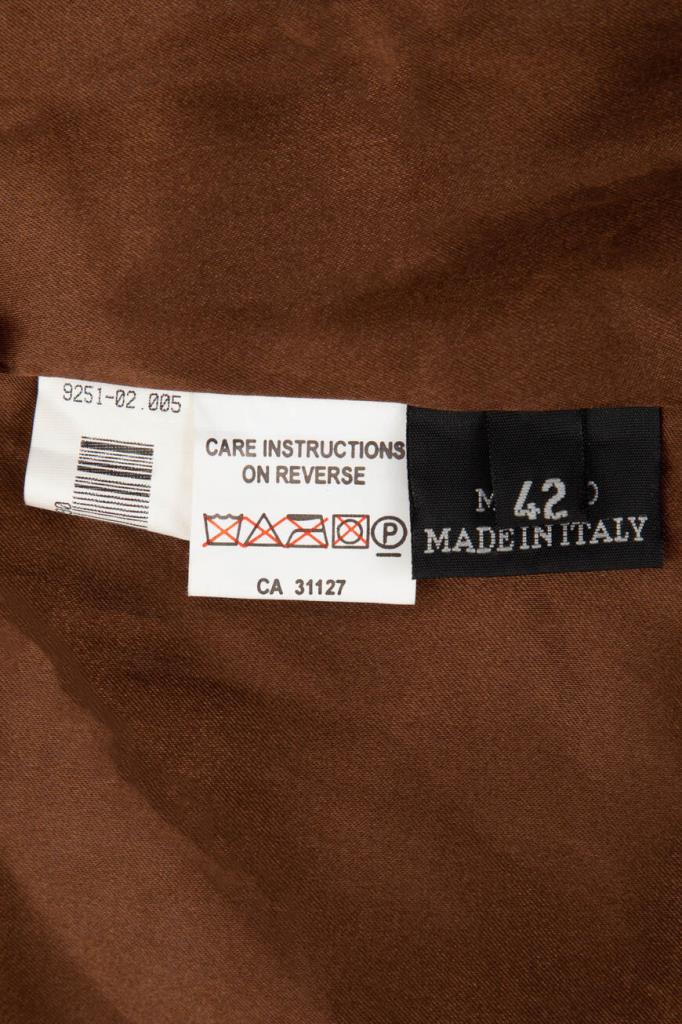 9251-02.005
CARE INSTRUCTIONS
ON REVERSE
P
CA 31127
42
MADE IN ITALY